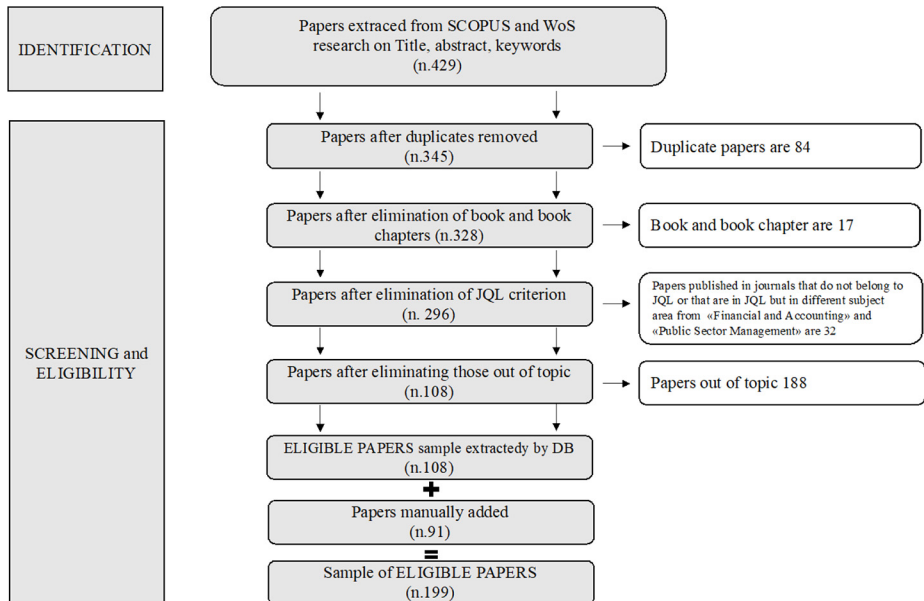 IDENTIFICATION
Papers extraced from SCOPUS and WoS
research on Title, abstract, keywords
(n.429)
Papers after duplicates removed
(n.345)
Duplicate papers are 84
Papers after elimination of book and book
chapters (n.328)
Book and book chapter are 17
Papers after elimination of JQL criterion
(n. 296)
Papers published in journals that do not belong to
JQL or that are in JQL but in different subject
area from «Financial and Accounting» and
«Public Sector Management» are 32
SCREENING and
ELIGIBILITY
Papers after eliminating those out of topic
(n.108)
Papers out of topic 188
ELIGIBLE PAPERS sample extractedy by DB
(n.108)
+
Papers manually added
(n.91)
=
Sample of ELIGIBLE PAPERS
(n.199)